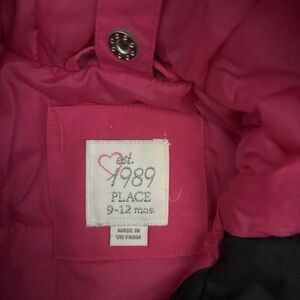 est.
1989
PLACE
9-12 mos.
MADE IN
VIETNAM